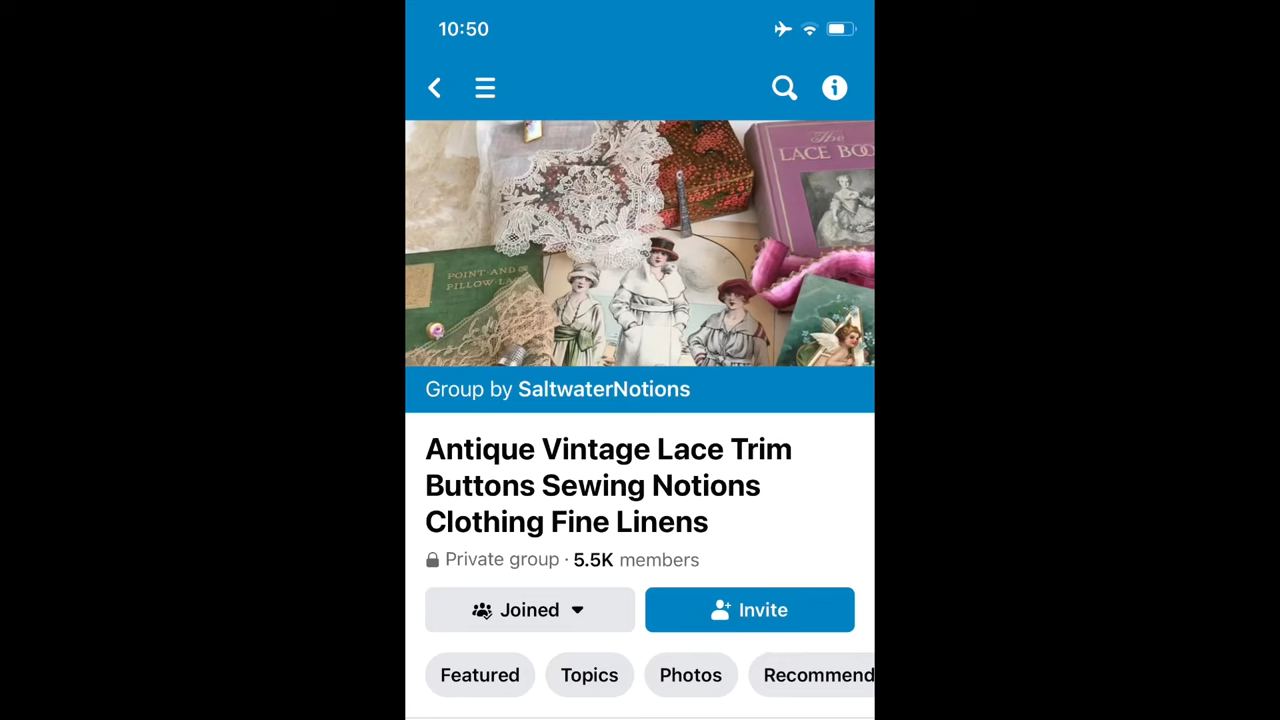 10:50
The
LACE BOO
POINT AND
PILLOW LA
Group by SaltwaterNotions
Antique Vintage Lace Trim
Buttons Sewing Notions
Clothing Fine Linens
Private group · 5.5K members
Joined
Invite
Featured
Topics
Photos
Recommend